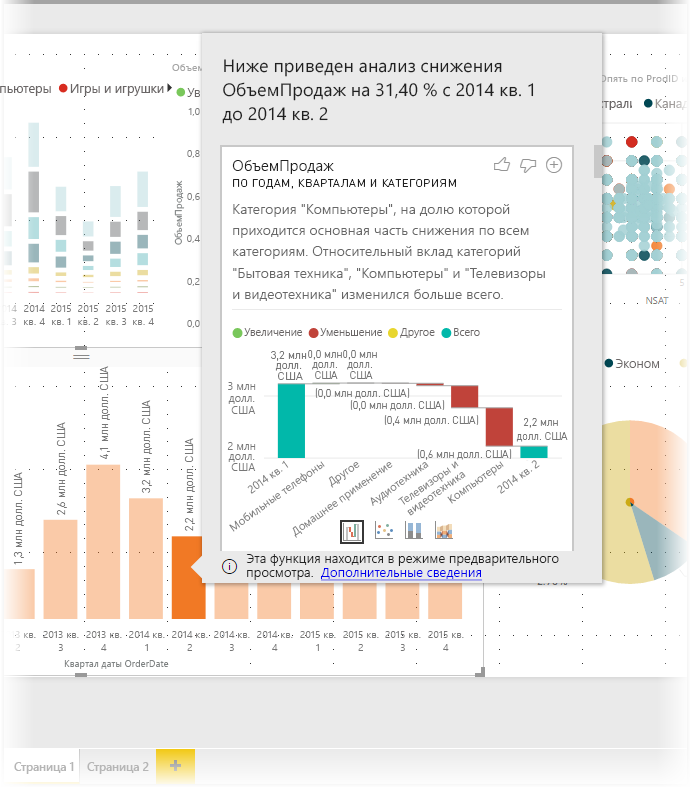 Ниже приведен анализ снижения
ОбъемПродаж на 31,40 % с 2014 кв. 1
до 2014 кв. 2
ОбъемПродаж
ПО ГОДАМ, КВАРТАЛАМ И КАТЕГОРИЯМ
Категория "Компьютеры", на долю которой
приходится основная часть снижения по всем
категориям. Относительный вклад категорий
"Бытовая техника", "Компьютеры" и "Телевизоры
и видеотехника" изменился больше всего.
Увеличение Уменьшение Другое Всего
3,2 млн долл. США
0,0 млн долл. США
0,0 млн долл. США
3 млн долл. США
(0,0 млн долл. США)
(0,0 млн долл. США)
(0,4 млн долл. США)
2,2 млн долл. США
2 млн долл. США
(0,6 млн долл. США)
2014 кв. 1
Мобильные телефоны
Другое
Домашнее применение
Аудиотехника
Телевизоры и видеотехника
Компьютеры
2014 кв. 2
Эта функция находится в режиме предварительного
просмотра. Дополнительные сведения
Объем
пьютеры Игры и игрушки
Ув
1,0
0,8
0,6
0,4
0,2
0,0
ОбъемПродаж
2014 кв. 4
2015 кв. 1
2015 кв. 2
2015 кв. 3
2015 кв. 4
Опять по ProdID
Канад
NSAT
Эконом
1,3 млн долл. США
2,6 млн долл. США
4,1 млн долл. США
3,2 млн долл. США
2,2 млн долл. США
2013 кв. 3
2013 кв. 4
2014 кв. 1
2014 кв. 2
2014 кв. 3
2014 кв. 4
2015 кв. 1
2015 кв. 2
2015 кв. 3
2015 кв. 4
Квартал даты OrderDate
Страница 1
Страница 2